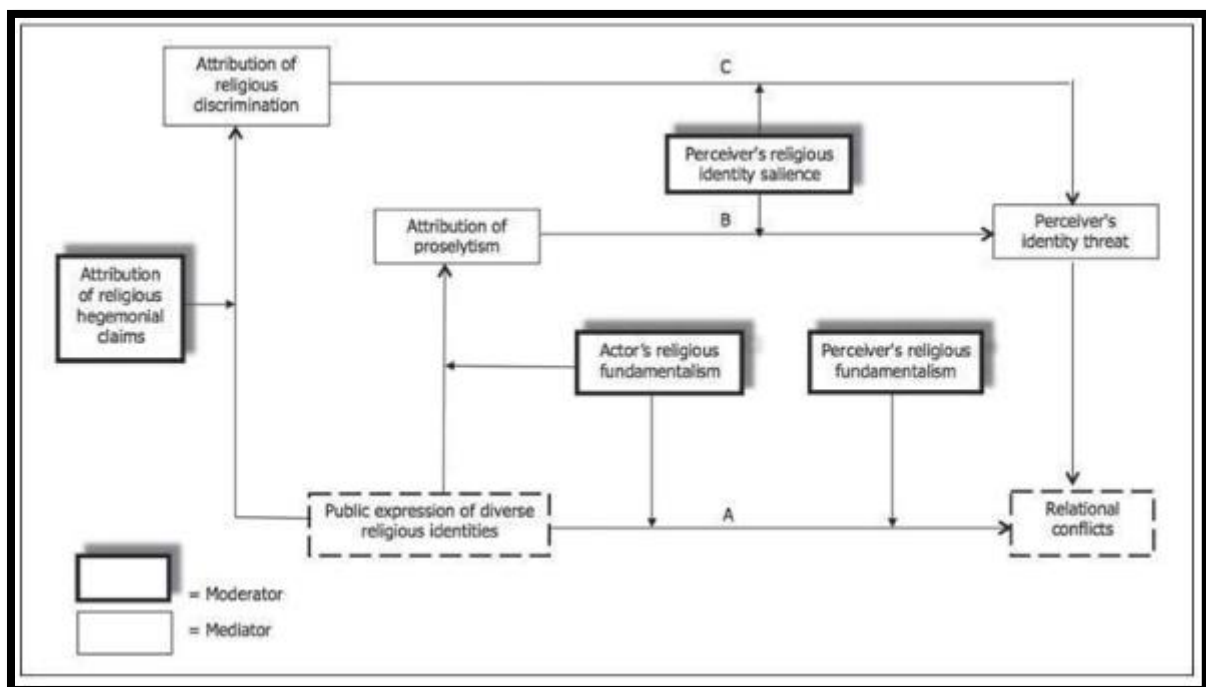 Attribution of
religious
discrimination
C
Perceiver's religious
identity salience
Attribution of
proselytism
B
Perceiver's
identity threat
Attribution
of religious
hegemonial
claims
Actor's religious
fundamentalism
Perceiver's religious
fundamentalism
Public expression of diverse
religious identities
A
Relational
conflicts
= Moderator
= Mediator